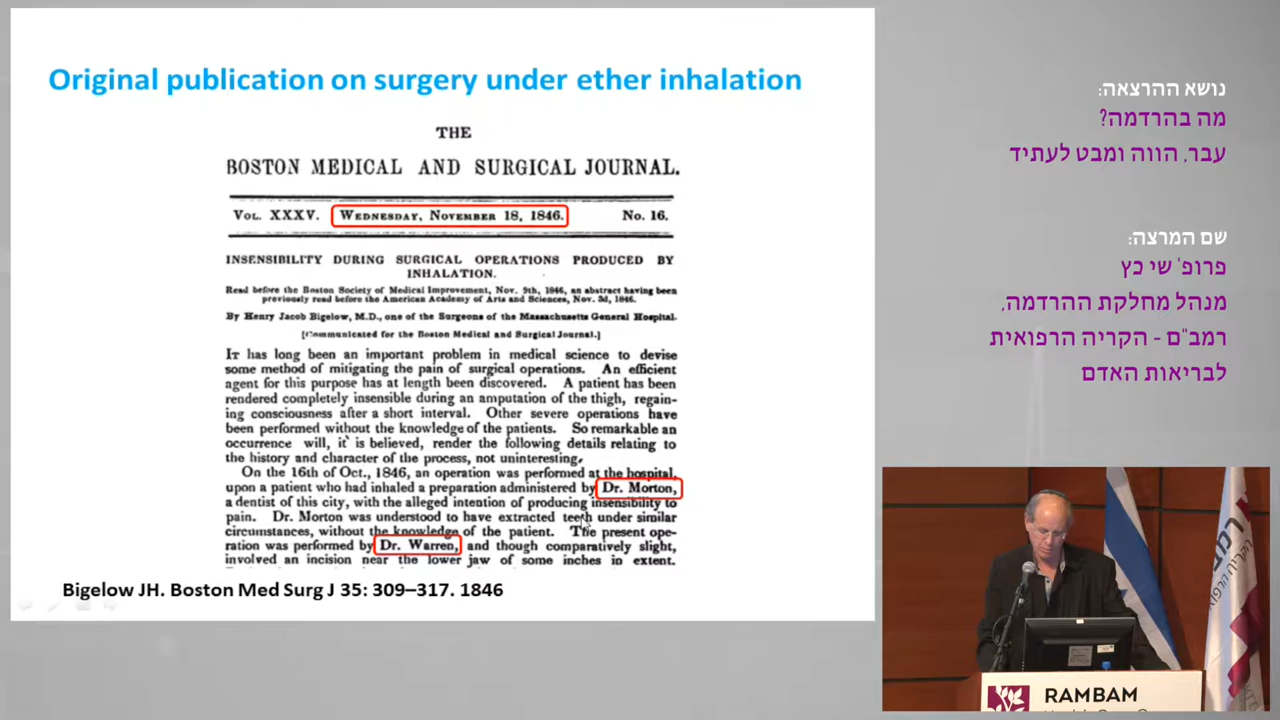 Original publication on surgery under ether inhalation
THE
BOSTON MEDICAL AND SURGICAL JOURNAL.
VOL. XXXV. WEDNESDAY, NOVEMBER 18, 1846. No. 16.
INSENSIBILITY DURING SURGICAL OPERATIONS PRODUCED BY
INHALATION.
Read before the Boston Society of Medical Improvement, Nov. 9th, 1846, an abstract having been
previously read before the American Academy of Arts and Sciences, Nov. 3d, 1846.
By Henry Jacob Bigelow, M.D., one of the Surgeons of the Massachusetts General Hospital.
[Communicated for the Boston Medical and Surgical Journal.]
IT has long been an important problem in medical science to devise
some method of mitigating the pain of surgical operations. An efficient
agent for this purpose has at length been discovered. A patient has been
rendered completely insensible during an amputation of the thigh, regain-
ing consciousness after a short interval. Other severe operations have
been performed without the knowledge of the patients. So remarkable an
occurrence will, it is believed, render the following details relating to
the history and character of the process, not uninteresting.
On the 16th of Oct., 1846, an operation was performed at the hospital,
upon a patient who had inhaled a preparation administered by Dr. Morton,
a dentist of this city, with the alleged intention of producing insensibility to
pain. Dr. Morton was understood to have extracted teeth under similar
circumstances, without the knowledge of the patient. The present ope-
ration was performed by Dr. Warren, and though comparatively slight,
involved an incision near the lower jaw of some inches in extent.
Bigelow JH. Boston Med Surg J 35: 309–317. 1846
נושא ההרצאה:
מה בהרדמה?
עבר, הווה ומבט לעתיד
שם המרצה:
פרופ' שי כץ
מנהל מחלקת ההרדמה,
רמב"ם - הקריה הרפואית
לבריאות האדם
RAMBAM